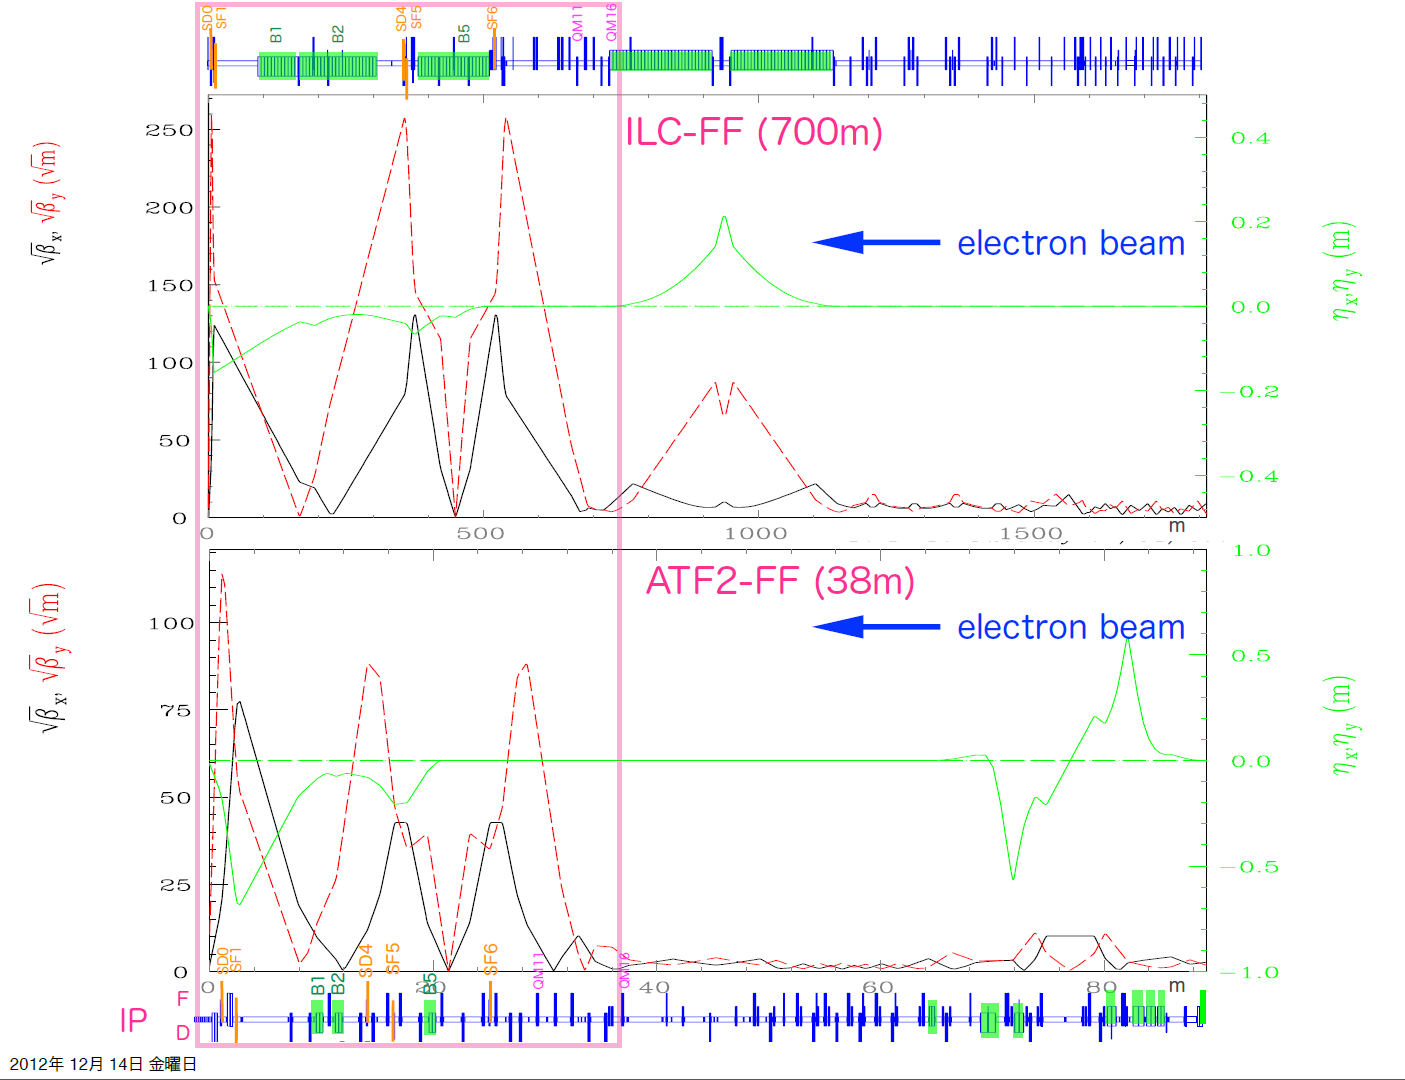 SD0 SF1 B1 B2 SD4 SF5 B5 SF6 QM11 QM16
ILC-FF (700m)
electron beam
√βx, √βy (√m)
250
200
150
100
50
0
0 500 1000 1500 m
0.4
0.2
0.0
−0.2
−0.4
ηx,ηy (m)
ATF2-FF (38m)
electron beam
√βx, √βy (√m)
100
75
50
25
0
0 20 40 60 80 m
1.0
0.5
0.0
−0.5
−1.0
ηx,ηy (m)
SD0 SF1 B1 B2 SD4 SF5 B5 SF6 QM11 QM16
IP
F
D
2012年 12月 14日 金曜日